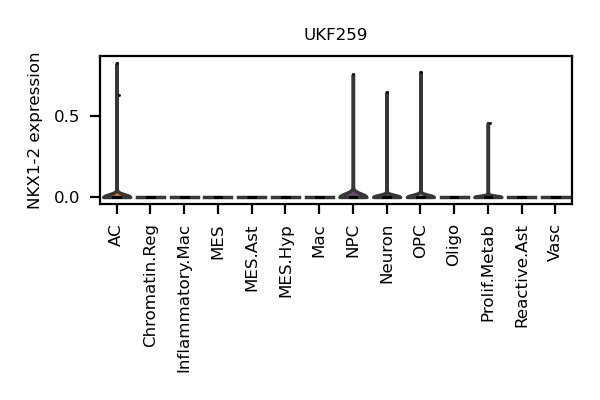 UKF259
NKX1-2 expression
0.5
0.0
AC
Chromatin.Reg
Inflammatory.Mac
MES
MES.Ast
MES.Hyp
Mac
NPC
Neuron
OPC
Oligo
Prolif.Metab
Reactive.Ast
Vasc